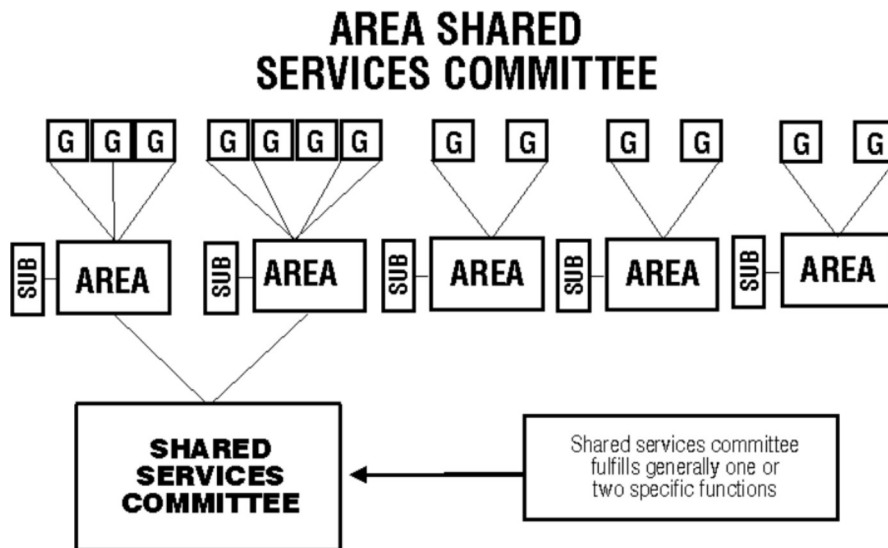 AREA SHARED
SERVICES COMMITTEE
G G G G G G G G G G G G G
SUB AREA SUB AREA SUB AREA SUB AREA SUB AREA
SHARED
SERVICES
COMMITTEE
Shared services committee
fulfills generally one or
two specific functions